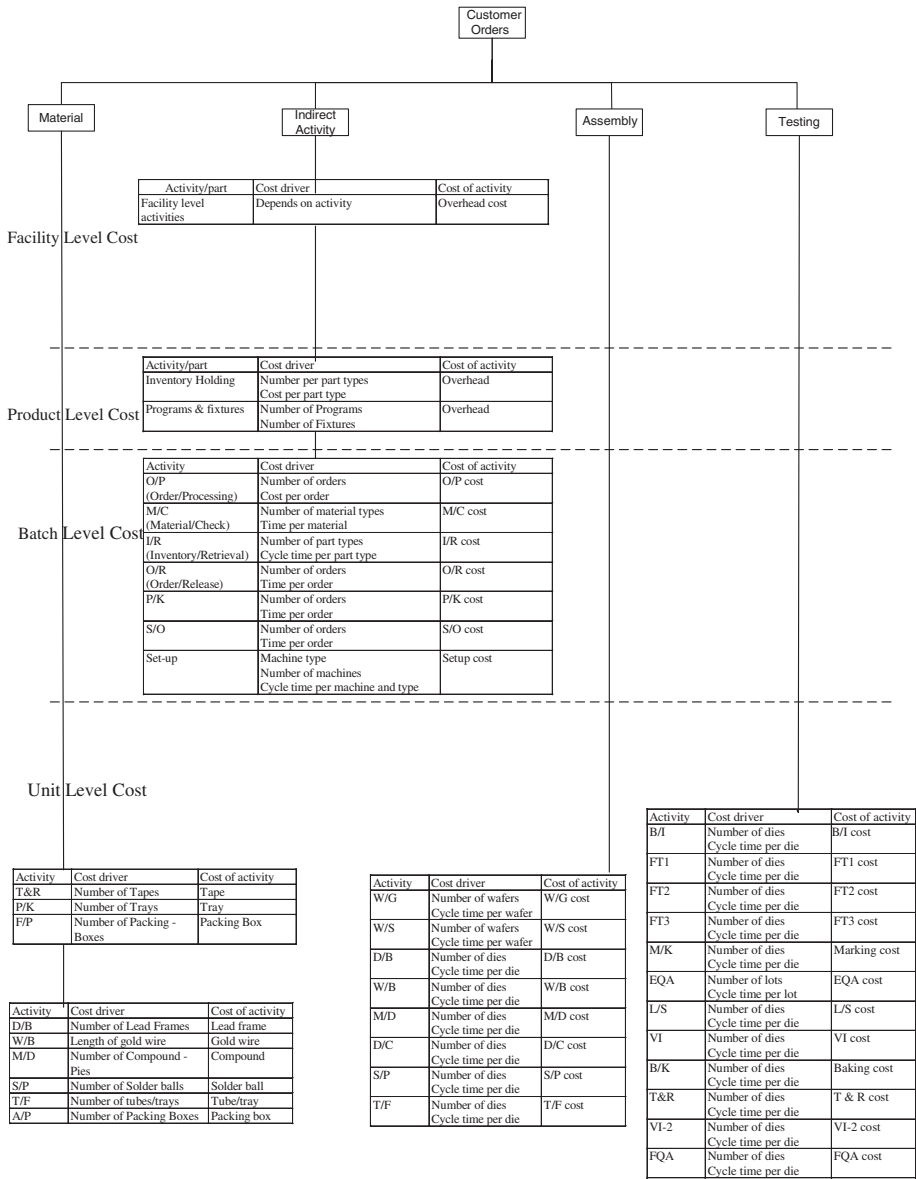 Customer
Orders
Material
Indirect
Activity
Assembly
Testing
Activity/part Cost driver Cost of activity
Facility level Depends on activity Overhead cost
activities
Facility Level Cost
Activity/part Cost driver Cost of activity
Inventory Holding Number per part types Overhead
Cost per part type
Programs & fixtures Number of Programs Overhead
Number of Fixtures
Product Level Cost
Activity Cost driver Cost of activity
O/P Number of orders O/P cost
(Order/Processing) Cost per order
M/C Number of material types M/C cost
(Material/Check) Time per material
I/R Number of part types I/R cost
(Inventory/Retrieval) Cycle time per part type
O/R Number of orders O/R cost
(Order/Release) Time per order
P/K Number of orders P/K cost
Time per order
S/O Number of orders S/O cost
Time per order
Set-up Machine type Setup cost
Number of machines
Cycle time per machine and type
Batch Level Cost
Unit Level Cost
Activity Cost driver Cost of activity
T&R Number of Tapes Tape
P/K Number of Trays Tray
F/P Number of Packing - Packing Box
Boxes
Activity Cost driver Cost of activity
D/B Number of Lead Frames Lead frame
W/B Length of gold wire Gold wire
M/D Number of Compound - Compound
Pies
S/P Number of Solder balls Solder ball
T/F Number of tubes/trays Tube/tray
A/P Number of Packing Boxes Packing box
Activity Cost driver Cost of activity
W/G Number of wafers W/G cost
Cycle time per wafer
W/S Number of wafers W/S cost
Cycle time per wafer
D/B Number of dies D/B cost
Cycle time per die
W/B Number of dies W/B cost
Cycle time per die
M/D Number of dies M/D cost
Cycle time per die
D/C Number of dies D/C cost
Cycle time per die
S/P Number of dies S/P cost
Cycle time per die
T/F Number of dies T/F cost
Cycle time per die
Activity Cost driver Cost of activity
B/I Number of dies B/I cost
Cycle time per die
FT1 Number of dies FT1 cost
Cycle time per die
FT2 Number of dies FT2 cost
Cycle time per die
FT3 Number of dies FT3 cost
Cycle time per die
M/K Number of dies Marking cost
Cycle time per die
EQA Number of lots EQA cost
Cycle time per lot
L/S Number of dies L/S cost
Cycle time per die
VI Number of dies VI cost
Cycle time per die
B/K Number of dies Baking cost
Cycle time per die
T&R Number of dies T & R cost
Cycle time per die
VI-2 Number of dies VI-2 cost
Cycle time per die
FQA Number of dies FQA cost
Cycle time per die